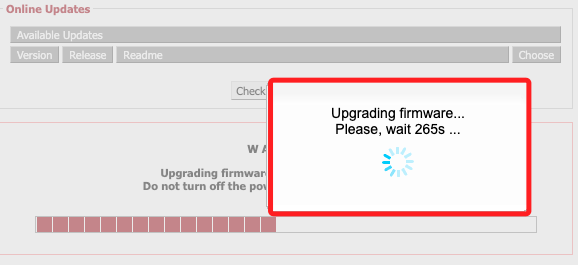 Online Updates
Available Updates
Version Release Readme Choose
Check
Upgrading firmware...
Please, wait 265s ...
W A
Upgrading firmwar
Do not turn off the pow